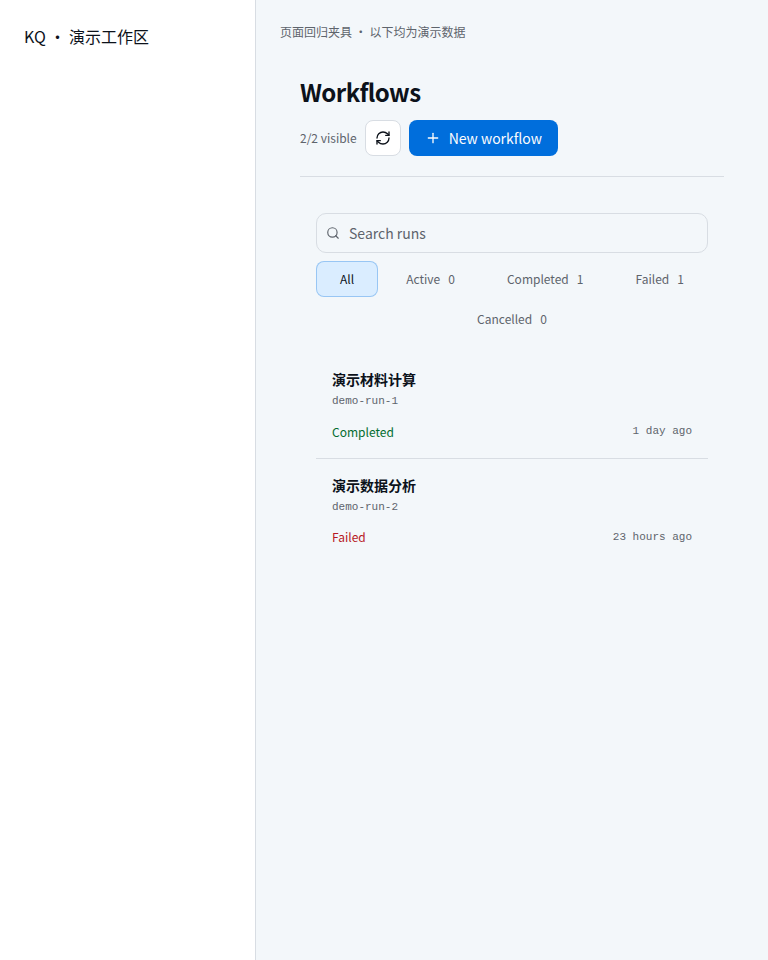 KQ · 演示工作区
页面回归夹具 · 以下均为演示数据
Workflows
2/2 visible
New workflow
Search runs
All Active 0 Completed 1 Failed 1
Cancelled 0
演示材料计算
demo-run-1
Completed 1 day ago
演示数据分析
demo-run-2
Failed 23 hours ago